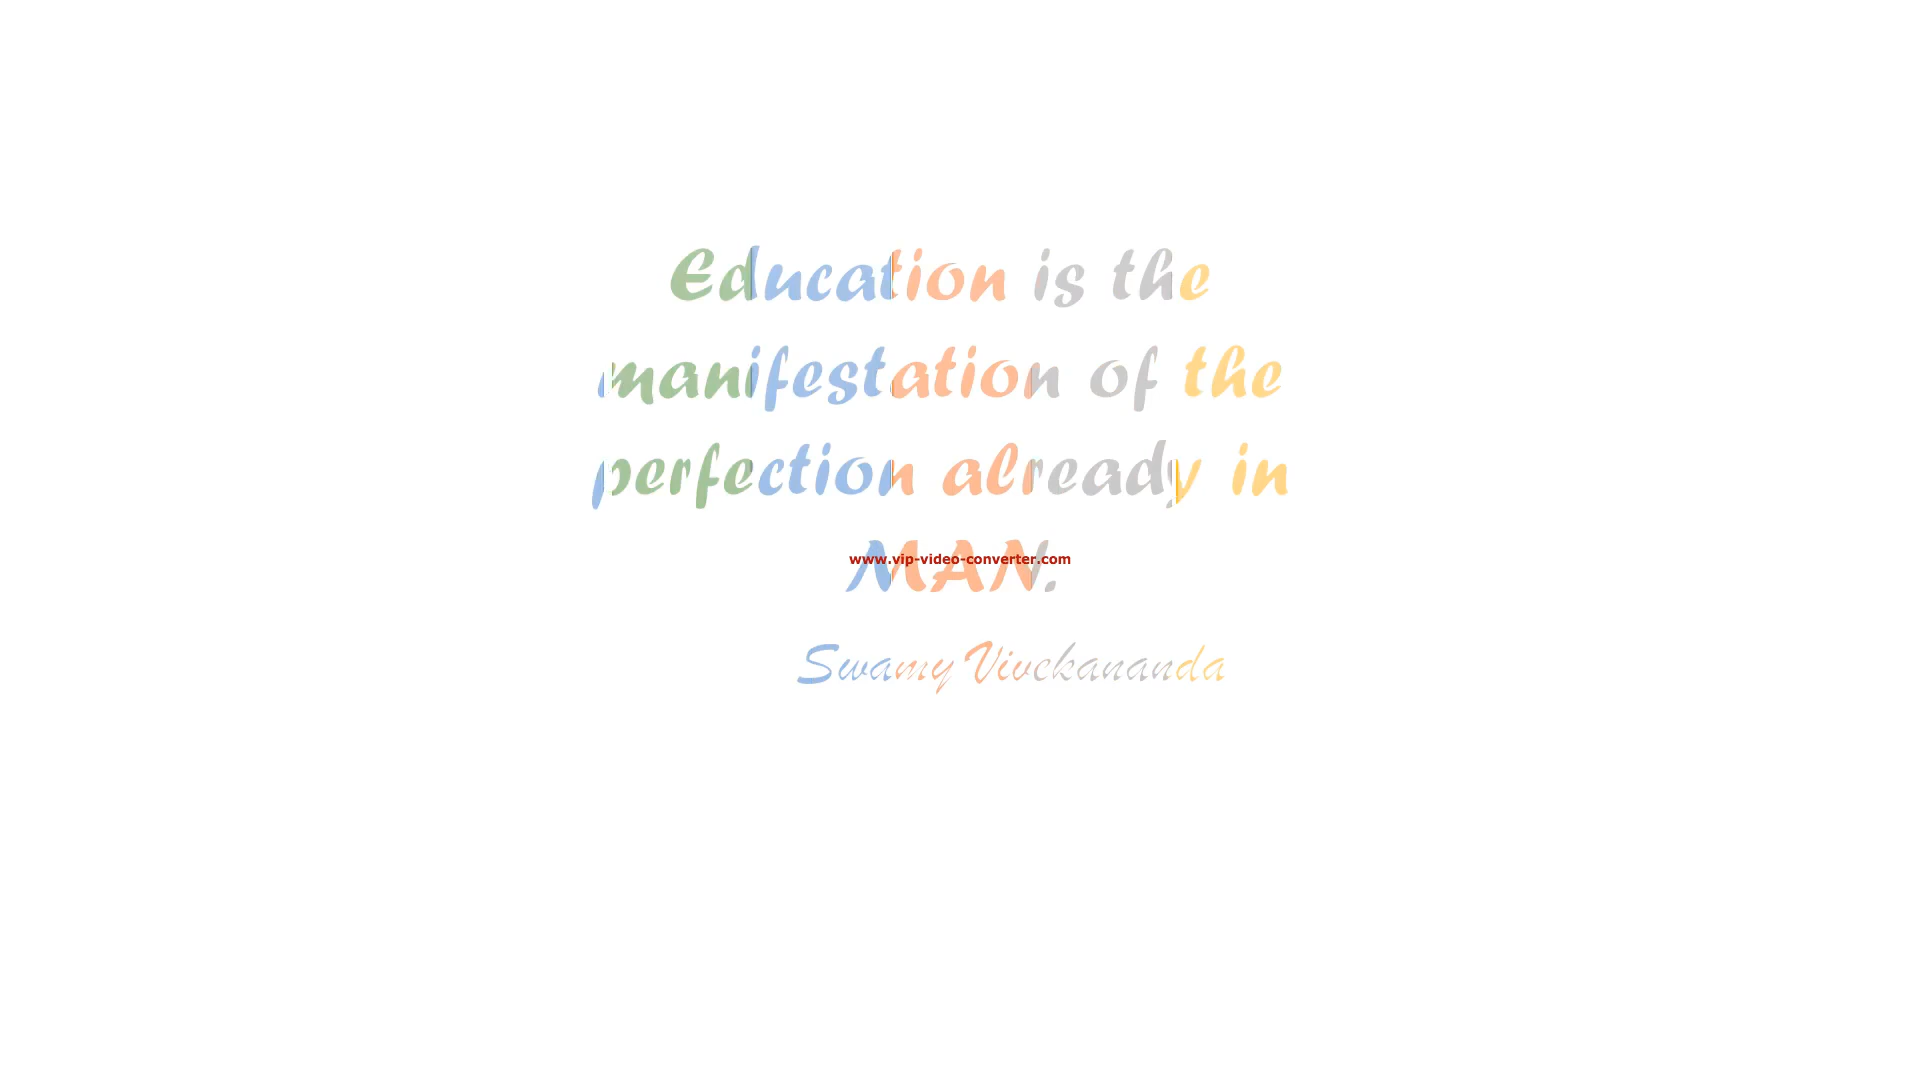 Education is the
manifestation of the
perfection already in
MAN.
www.vip-video-converter.com
Swamy Vivekananda